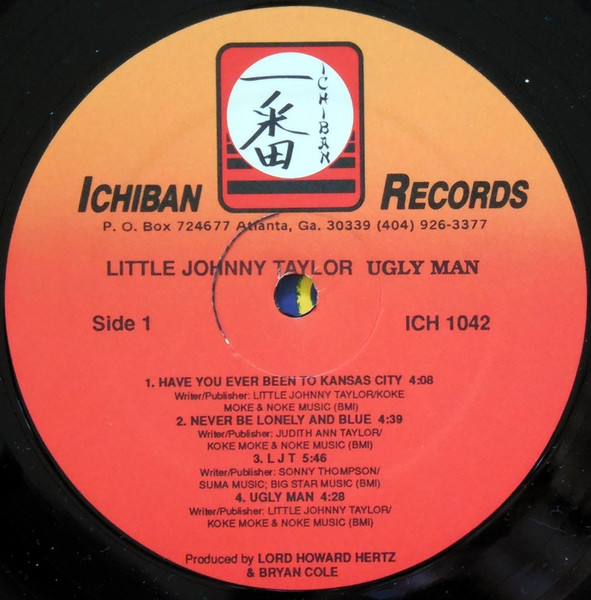 一番
ICHIBAN
ICHIBAN RECORDS
P. O. Box 724677 Atlanta, Ga. 30339 (404) 926-3377
LITTLE JOHNNY TAYLOR UGLY MAN
Side 1 ICH 1042
1. HAVE YOU EVER BEEN TO KANSAS CITY 4:08
Writer/Publisher: LITTLE JOHNNY TAYLOR/KOKE
MOKE & NOKE MUSIC (BMI)
2. NEVER BE LONELY AND BLUE 4:39
Writer/Publisher: JUDITH ANN TAYLOR/
KOKE MOKE & NOKE MUSIC (BMI)
3. L J T 5:46
Writer/Publisher: SONNY THOMPSON/
SUMA MUSIC; BIG STAR MUSIC (BMI)
4. UGLY MAN 4:28
Writer/Publisher: LITTLE JOHNNY TAYLOR/
KOKE MOKE & NOKE MUSIC (BMI)
Produced by LORD HOWARD HERTZ
& BRYAN COLE